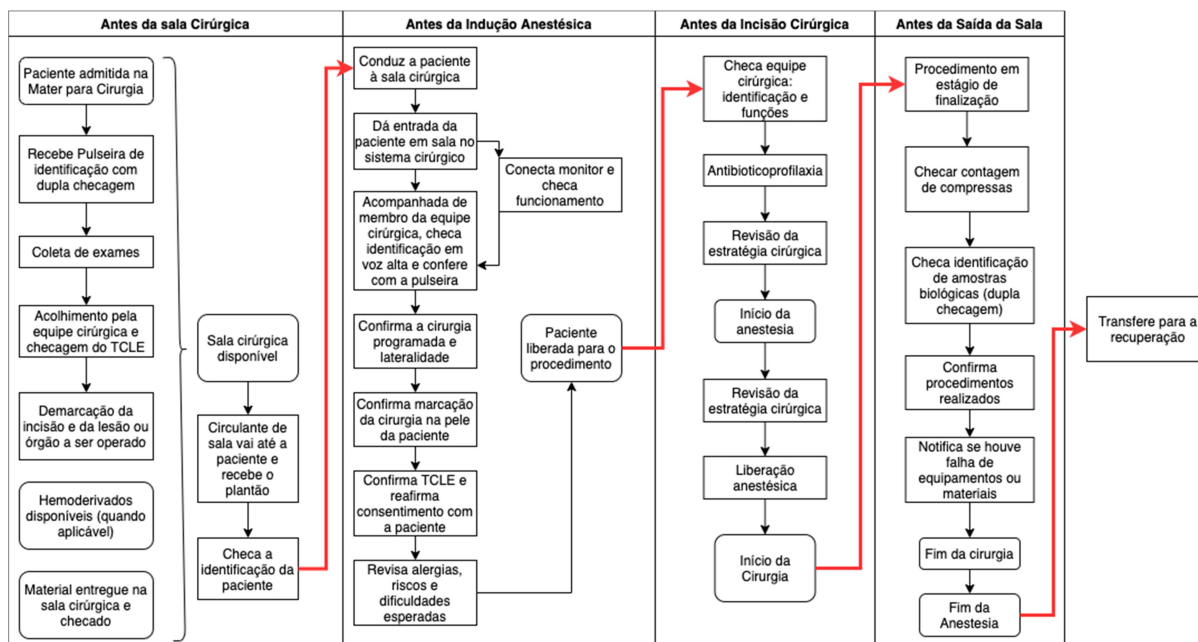 Antes da sala Cirúrgica
Paciente admitida na
Mater para Cirurgia
Recebe Pulseira de
identificação com
dupla checagem
Coleta de exames
Acolhimento pela
equipe cirúrgica e
checagem do TCLE
Demarcação da
incisão e da lesão ou
órgão a ser operado
Hemoderivados
disponíveis (quando
aplicável)
Material entregue na
sala cirúrgica e
checado
Sala cirúrgica
disponível
Circulante de
sala vai até a
paciente e
recebe o
plantão
Checa a
identificação da
paciente
Antes da Indução Anestésica
Conduz a paciente
à sala cirúrgica
Dá entrada da
paciente em sala no
sistema cirúrgico
Conecta monitor e
checa
funcionamento
Acompanhada de
membro da equipe
cirúrgica, checa
identificação em
voz alta e confere
com a pulseira
Confirma a cirurgia
programada e
lateralidade
Confirma marcação
da cirurgia na pele da
paciente
Confirma TCLE e
reafirma
consentimento com
a paciente
Revisa alergias,
riscos e
dificuldades
esperadas
Paciente
liberada para o
procedimento
Antes da Incisão Cirúrgica
Checa equipe
cirúrgica:
identificação e
funções
Antibioticoprofilaxia
Revisão da
estratégia cirúrgica
Início da
anestesia
Revisão da
estratégia cirúrgica
Liberação
anestésica
Início da
Cirurgia
Antes da Saída da Sala
Procedimento em
estágio de
finalização
Checar contagem
de compressas
Checa identificação
de amostras
biológicas (dupla
checagem)
Confirma
procedimentos
realizados
Notifica se houve
falha de
equipamentos ou
materiais
Fim da cirurgia
Fim da
Anestesia
Transfere para a
recuperação